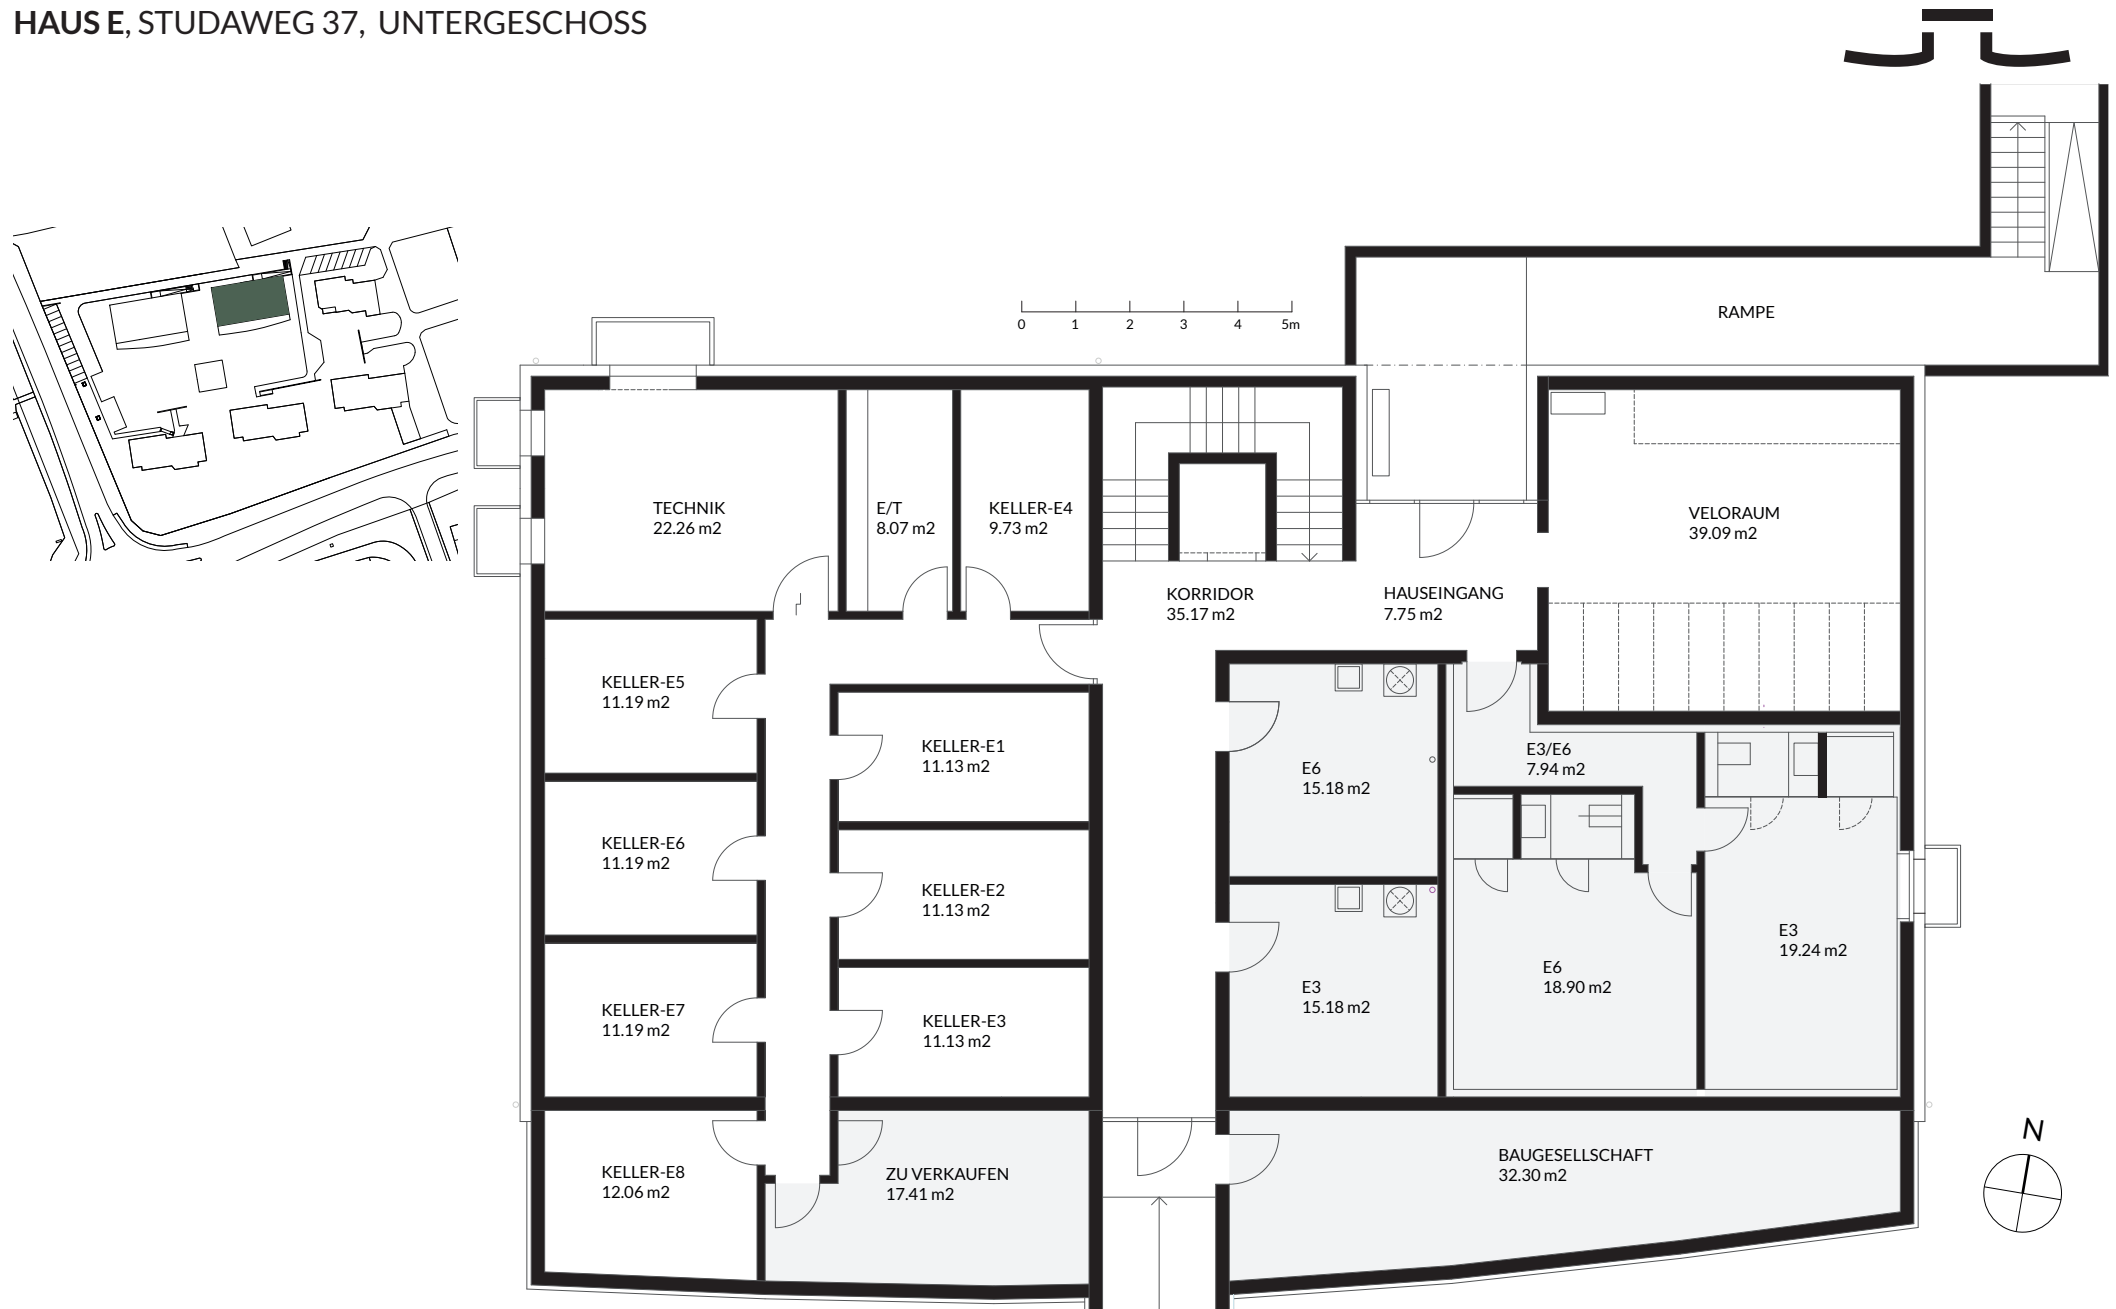 HAUS E, STUDAWEG 37, UNTERGESCHOSS
0 1 2 3 4 5m
RAMPE
TECHNIK
22.26 m2
E/T
8.07 m2
KELLER-E4
9.73 m2
VELORAUM
39.09 m2
KORRIDOR
35.17 m2
HAUSEINGANG
7.75 m2
KELLER-E5
11.19 m2
KELLER-E1
11.13 m2
E6
15.18 m2
E3/E6
7.94 m2
KELLER-E6
11.19 m2
KELLER-E2
11.13 m2
E3
19.24 m2
E6
18.90 m2
E3
15.18 m2
KELLER-E7
11.19 m2
KELLER-E3
11.13 m2
N
KELLER-E8
12.06 m2
ZU VERKAUFEN
17.41 m2
BAUGESELLSCHAFT
32.30 m2